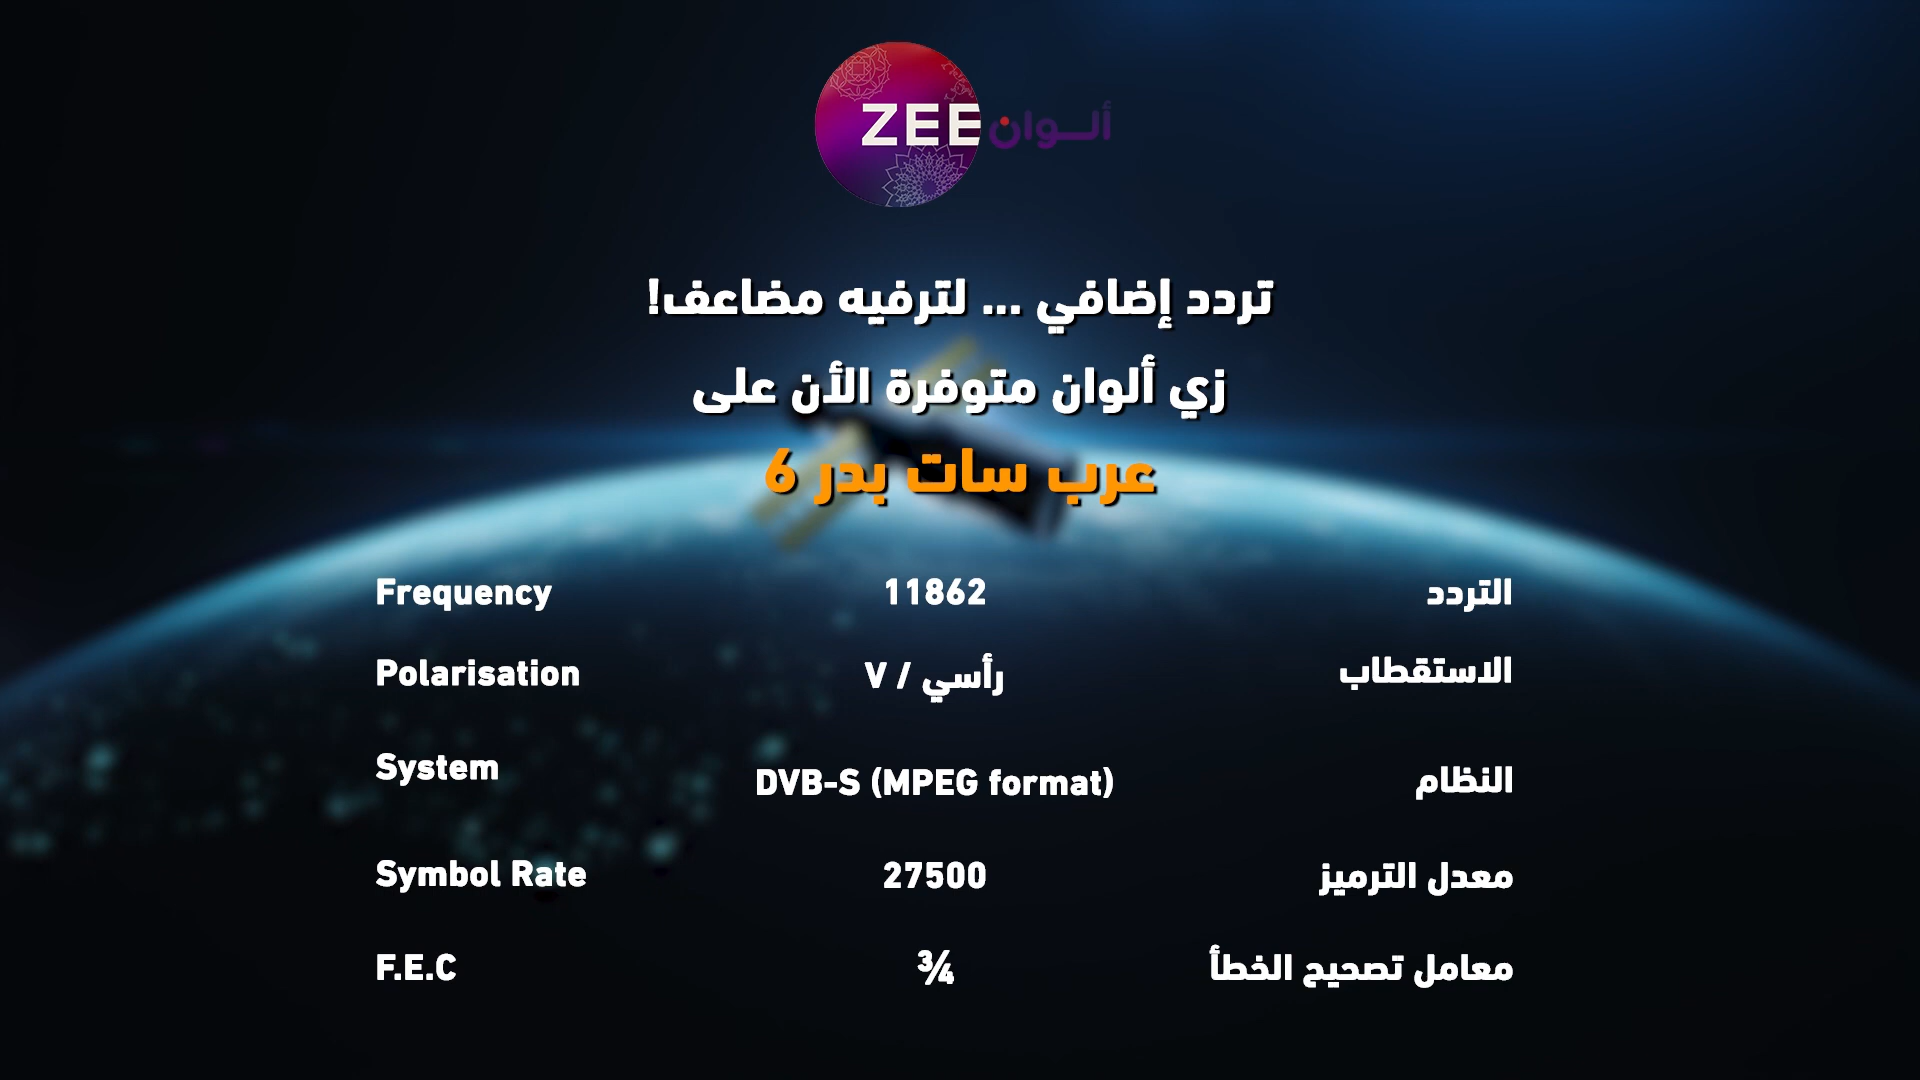 ZEE ألوان
تردد إضافي ... لترفيه مضاعف!
زي ألوان متوفرة الأن على
عرب سات بدر 6
Frequency 11862 التردد
Polarisation رأسي / V الاستقطاب
System DVB-S (MPEG format) النظام
Symbol Rate 27500 معدل الترميز
F.E.C ¾ معامل تصحيح الخطأ